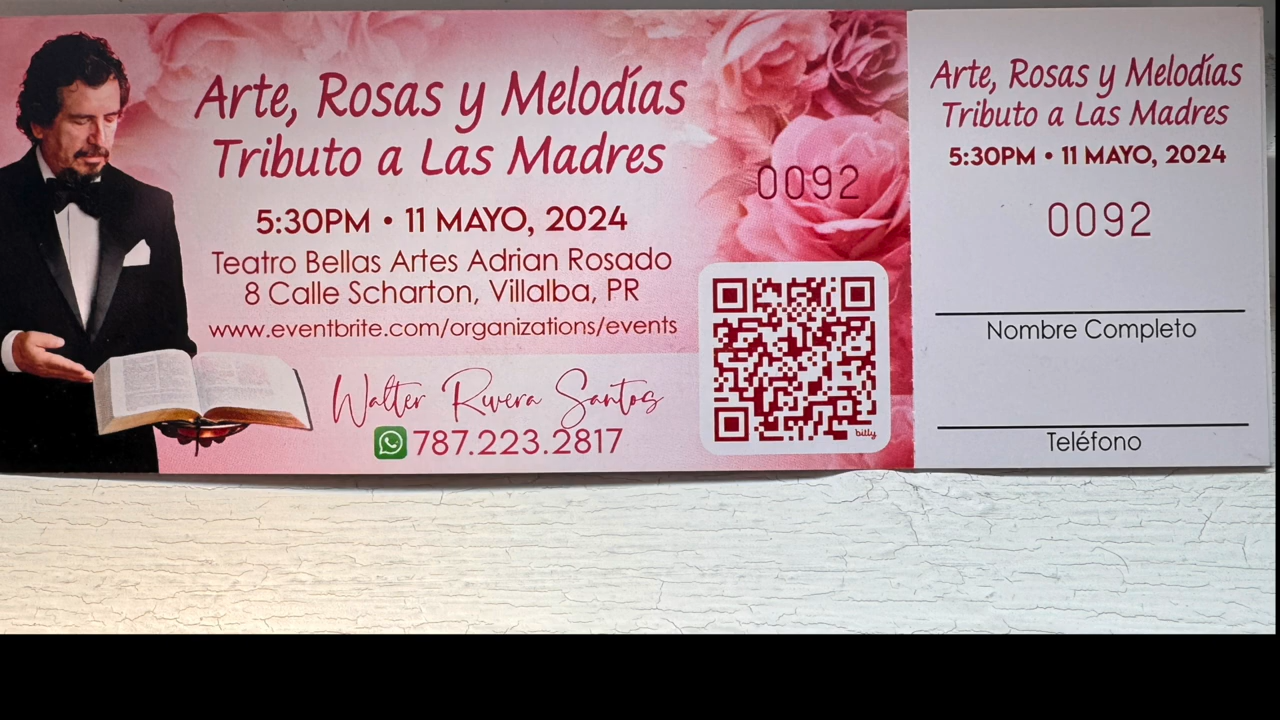 Arte, Rosas y Melodías
Tributo a Las Madres
5:30PM • 11 MAYO, 2024
Teatro Bellas Artes Adrian Rosado
8 Calle Scharton, Villalba, PR
www.eventbrite.com/organizations/events
Walter Rivera Santos
787.223.2817
0092
bitly
Arte, Rosas y Melodías
Tributo a Las Madres
5:30PM • 11 MAYO, 2024
0092
Nombre Completo
Teléfono